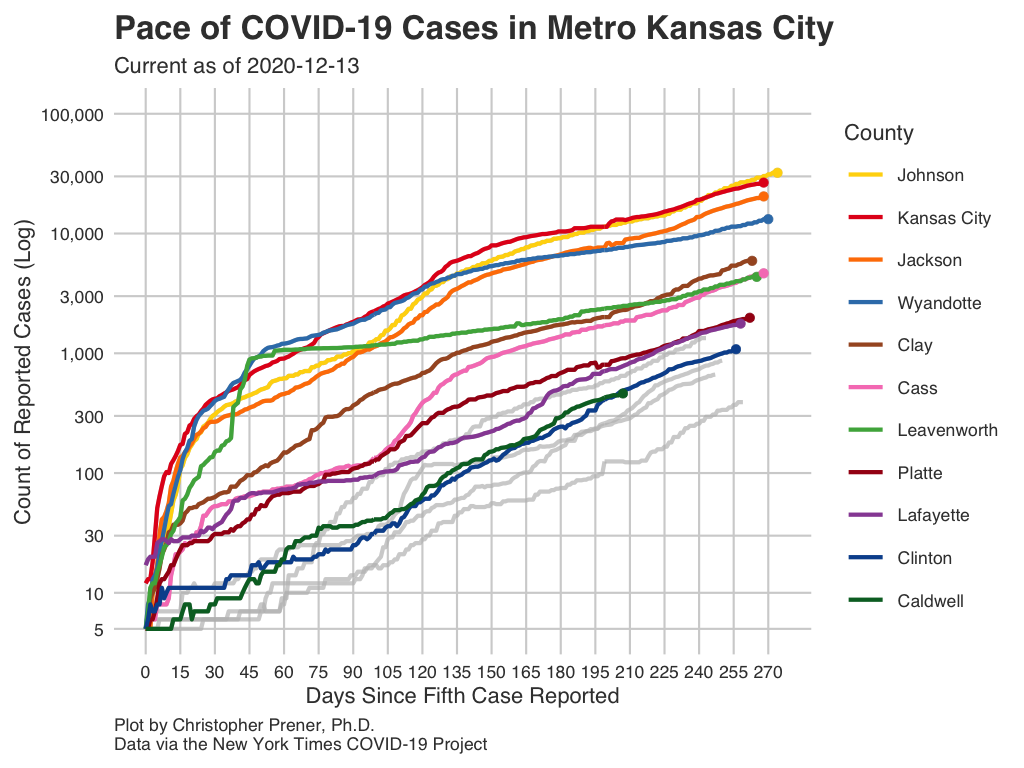 Pace of COVID-19 Cases in Metro Kansas City
Current as of 2020-12-13
100,000
30,000
10,000
3,000
1,000
300
100
30
10
5
Count of Reported Cases (Log)
0 15 30 45 60 75 90 105 120 135 150 165 180 195 210 225 240 255 270
Days Since Fifth Case Reported
County
Johnson
Kansas City
Jackson
Wyandotte
Clay
Cass
Leavenworth
Platte
Lafayette
Clinton
Caldwell
Plot by Christopher Prener, Ph.D.
Data via the New York Times COVID-19 Project